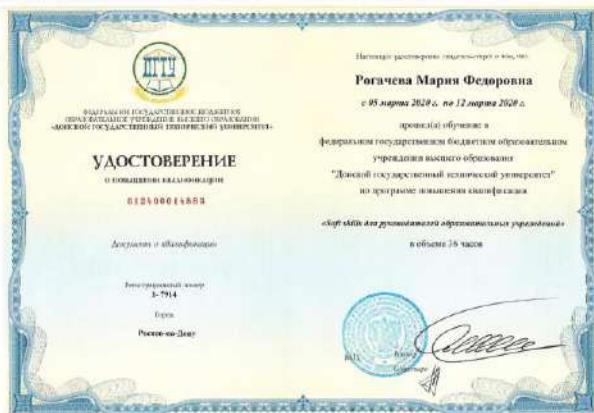 ДГТУ
ФЕДЕРАЛЬНОЕ ГОСУДАРСТВЕННОЕ БЮДЖЕТНОЕ
ОБРАЗОВАТЕЛЬНОЕ УЧРЕЖДЕНИЕ ВЫСШЕГО ОБРАЗОВАНИЯ
«ДОНСКОЙ ГОСУДАРСТВЕННЫЙ ТЕХНИЧЕСКИЙ УНИВЕРСИТЕТ»
УДОСТОВЕРЕНИЕ
О ПОВЫШЕНИИ КВАЛИФИКАЦИИ
Документ о квалификации
Регистрационный номер
1- 7914
Город
Ростов-на-Дону
Настоящее удостоверение свидетельствует о том, что
Рогачева Мария Федоровна
с 05 марта 2020 г. по 12 марта 2020 г.
прошел(а) обучение в
федеральном государственном бюджетном образовательном
учреждении высшего образования
"Донской государственный технический университет"
по программе повышения квалификации
«Soft skills для руководителей образовательных учреждений»
в объеме 36 часов
М.П.
Ректор
Секретарь